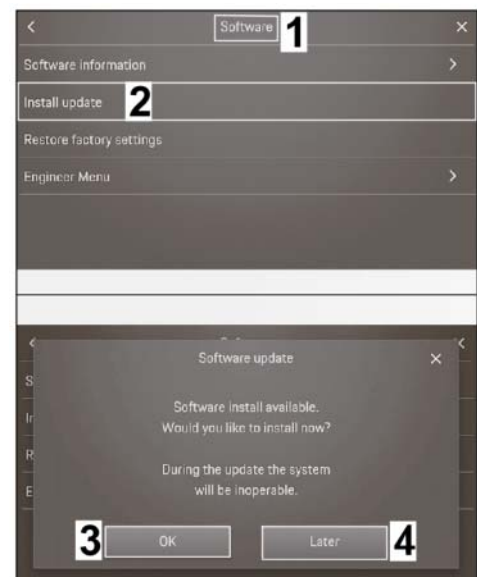 Software 1
Software information
Install update 2
Restore factory settings
Engineer Menu
S
In
R
E
Software update
Software install available.
Would you like to install now?
During the update the system
will be inoperable.
3 OK Later 4